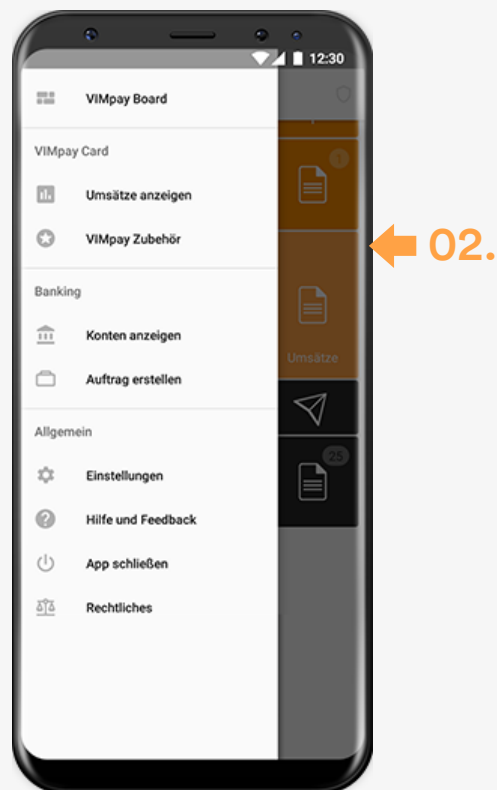 12:30
VIMpay Board
VIMpay Card
Umsätze anzeigen
VIMpay Zubehör
02.
Banking
Konten anzeigen
Umsätze
Auftrag erstellen
Allgemein
25
Einstellungen
Hilfe und Feedback
App schließen
Rechtliches